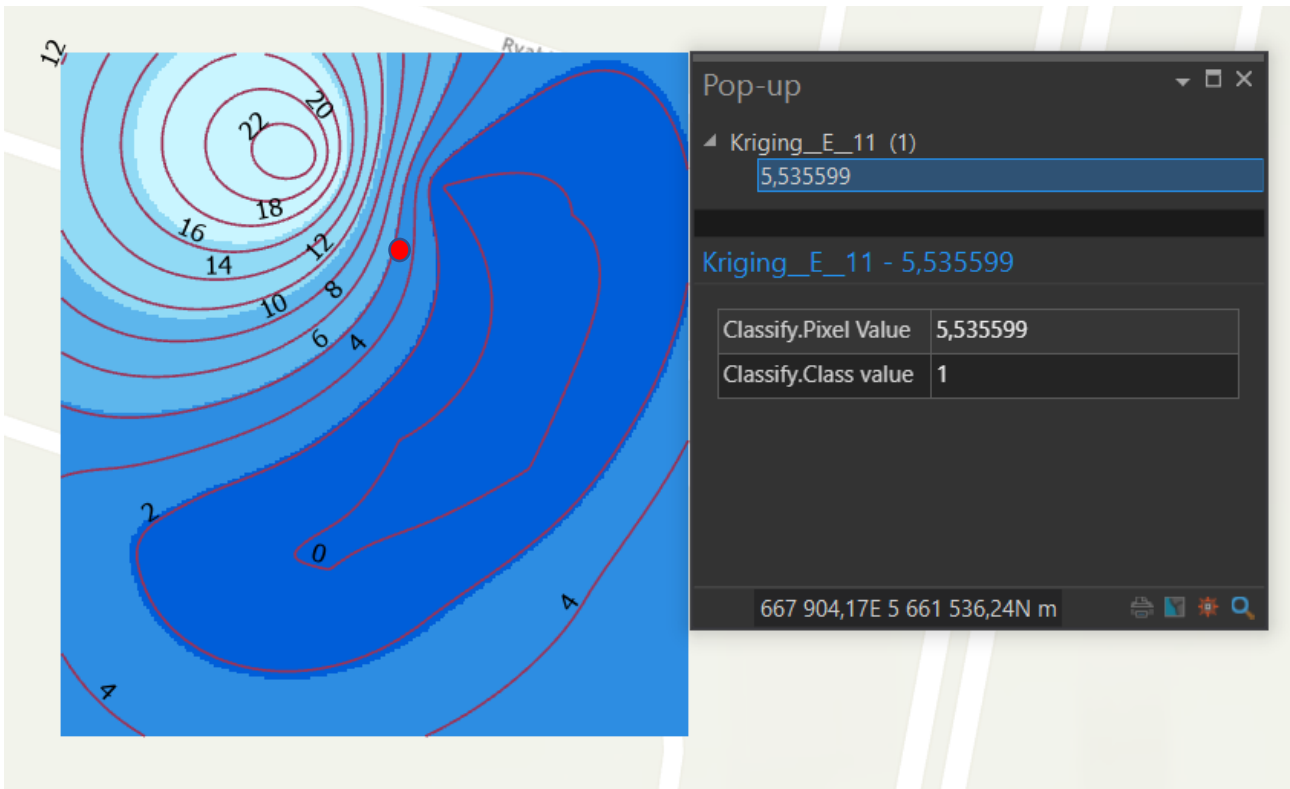 12
20
22
18
16
12
14
10
8
6
4
2
0
4
4
Pop-up
Kriging__E__11 (1)
5,535599
Kriging__E__11 - 5,535599
Classify.Pixel Value 5,535599
Classify.Class value 1
667 904,17E 5 661 536,24N m